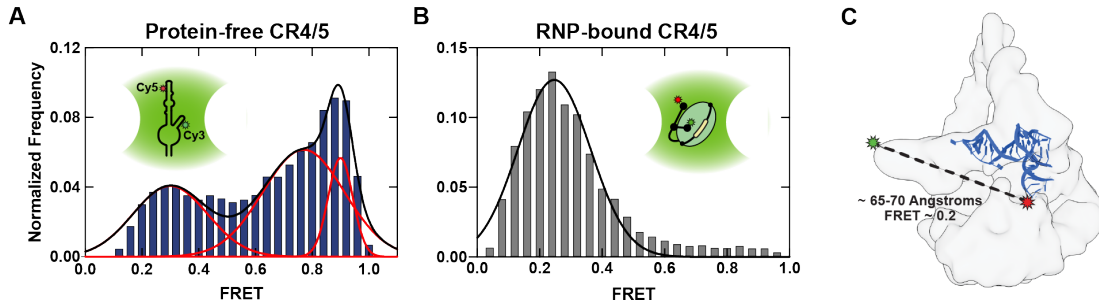 A
Protein-free CR4/5
Normalized Frequency
0.12
0.08
0.04
0.00
Cy5
Cy3
0.0 0.2 0.4 0.6 0.8 1.0
FRET
B
RNP-bound CR4/5
0.15
0.10
0.05
0.00
0.0 0.2 0.4 0.6 0.8 1.0
FRET
C
~ 65-70 Angstroms
FRET ~ 0.2